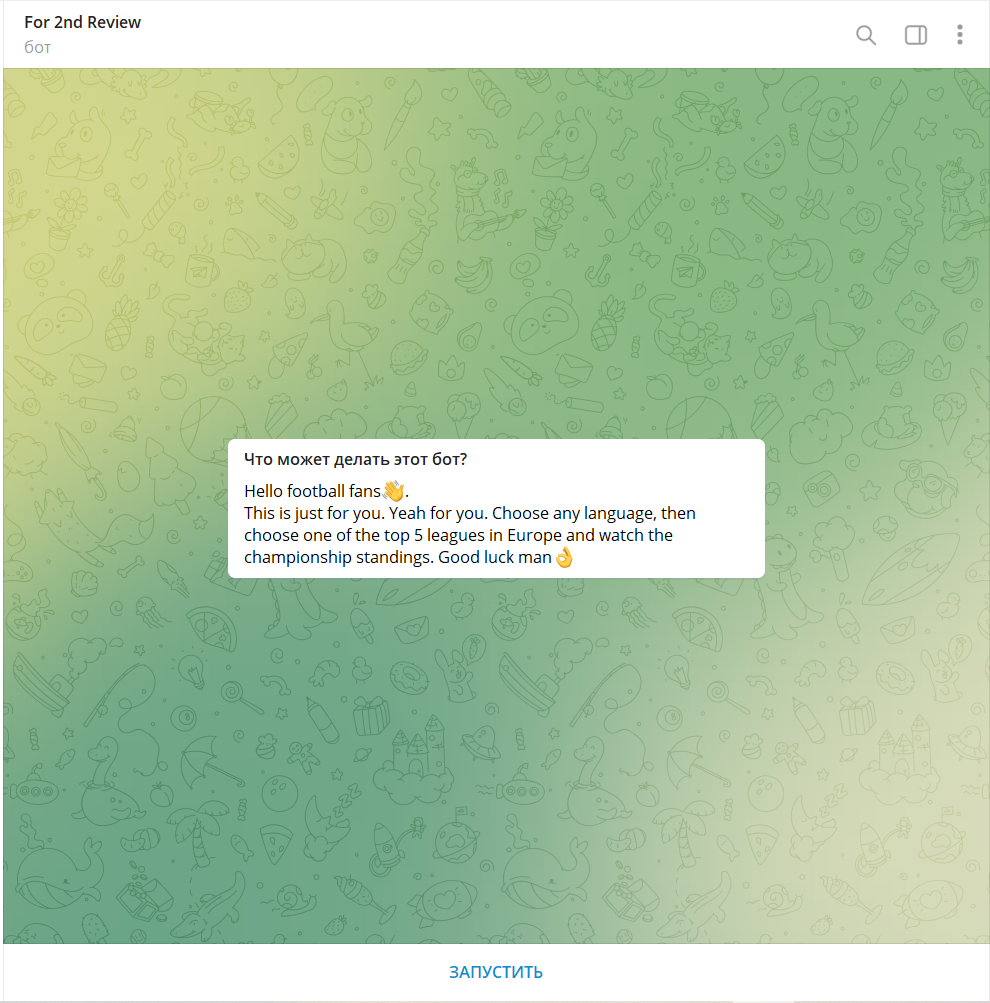 For 2nd Review
бот
Что может делать этот бот?
Hello football fans👋.
This is just for you. Yeah for you. Choose any language, then
choose one of the top 5 leagues in Europe and watch the
championship standings. Good luck man👌
ЗАПУСТИТЬ